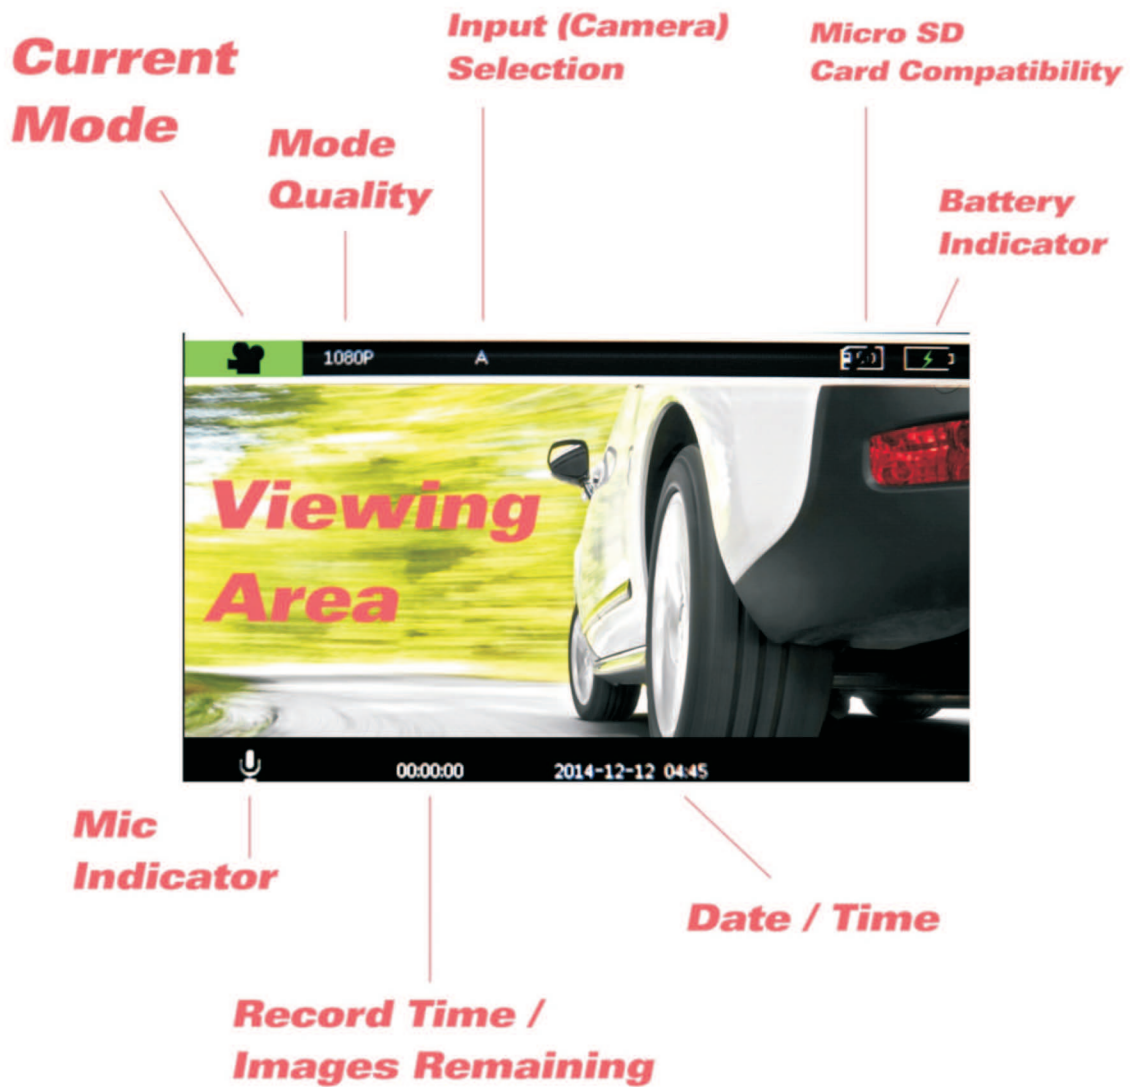 Current
Mode
Mode
Quality
Input (Camera)
Selection
Micro SD
Card Compatibility
Battery
Indicator
1080P
A
Viewing
Area
00:00:00
2014-12-12 04:45
Mic
Indicator
Date / Time
Record Time /
Images Remaining